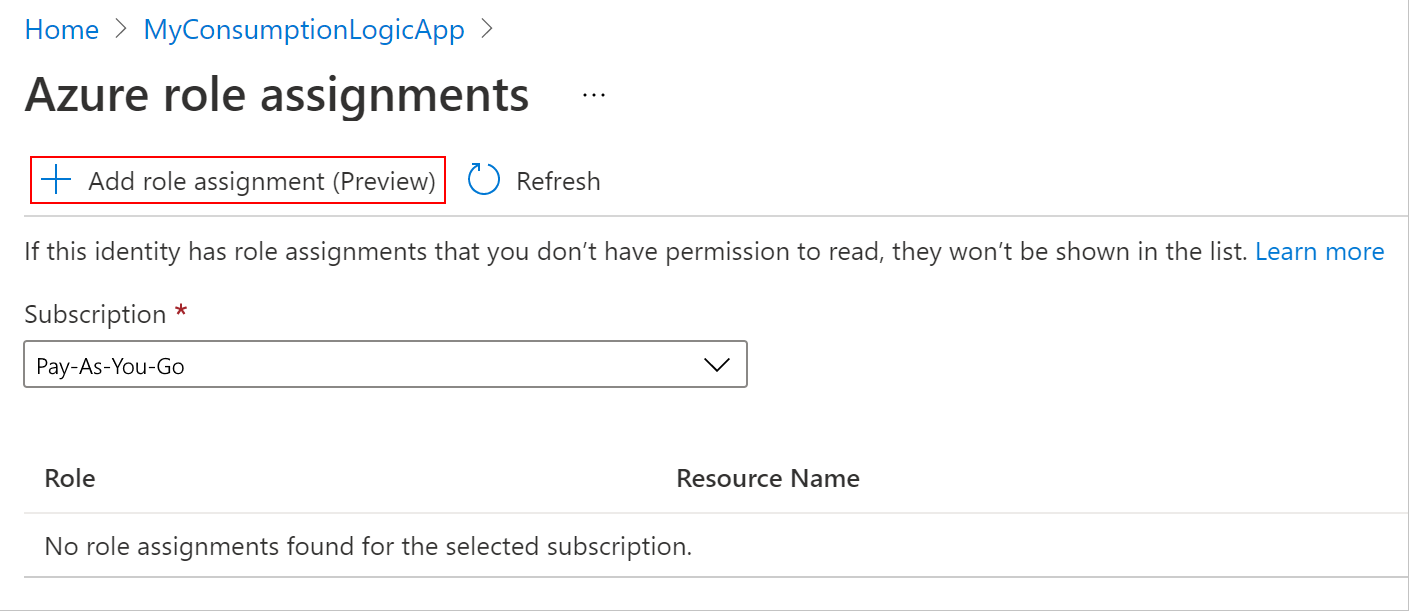 Home > MyConsumptionLogicApp >
Azure role assignments ...
+ Add role assignment (Preview) Refresh
If this identity has role assignments that you don’t have permission to read, they won’t be shown in the list. Learn more
Subscription *
Pay-As-You-Go
Role Resource Name
No role assignments found for the selected subscription.